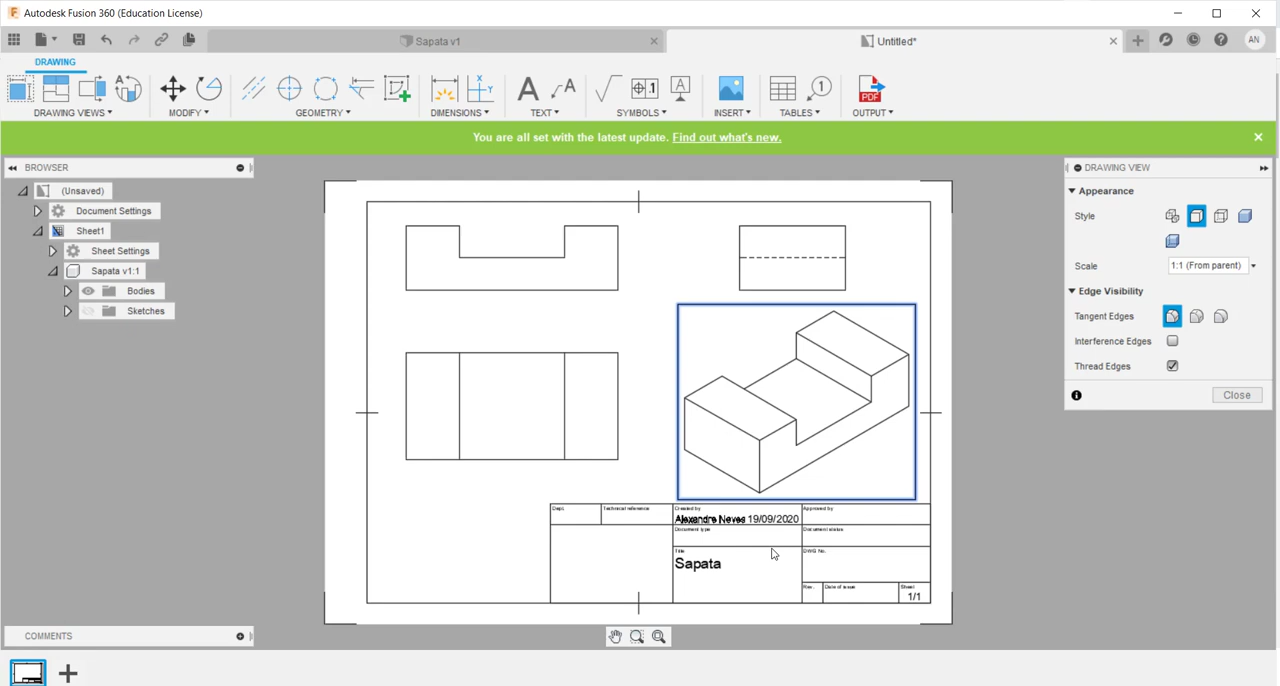 Autodesk Fusion 360 (Education License)
Sapata v1
Untitled*
AN
DRAWING
DRAWING VIEWS
MODIFY
GEOMETRY
DIMENSIONS
TEXT
SYMBOLS
INSERT
TABLES
OUTPUT
You are all set with the latest update. Find out what's new.
BROWSER
(Unsaved)
Document Settings
Sheet1
Sheet Settings
Sapata v1:1
Bodies
Sketches
DRAWING VIEW
Appearance
Style
Scale 1:1 (From parent)
Edge Visibility
Tangent Edges
Interference Edges
Thread Edges
Close
Dept. Technical reference Created by Approved by
Alexandre Neves 19/09/2020
Document type Document status
Title DWG No.
Sapata
Rev. Date of issue Sheet
1/1
COMMENTS